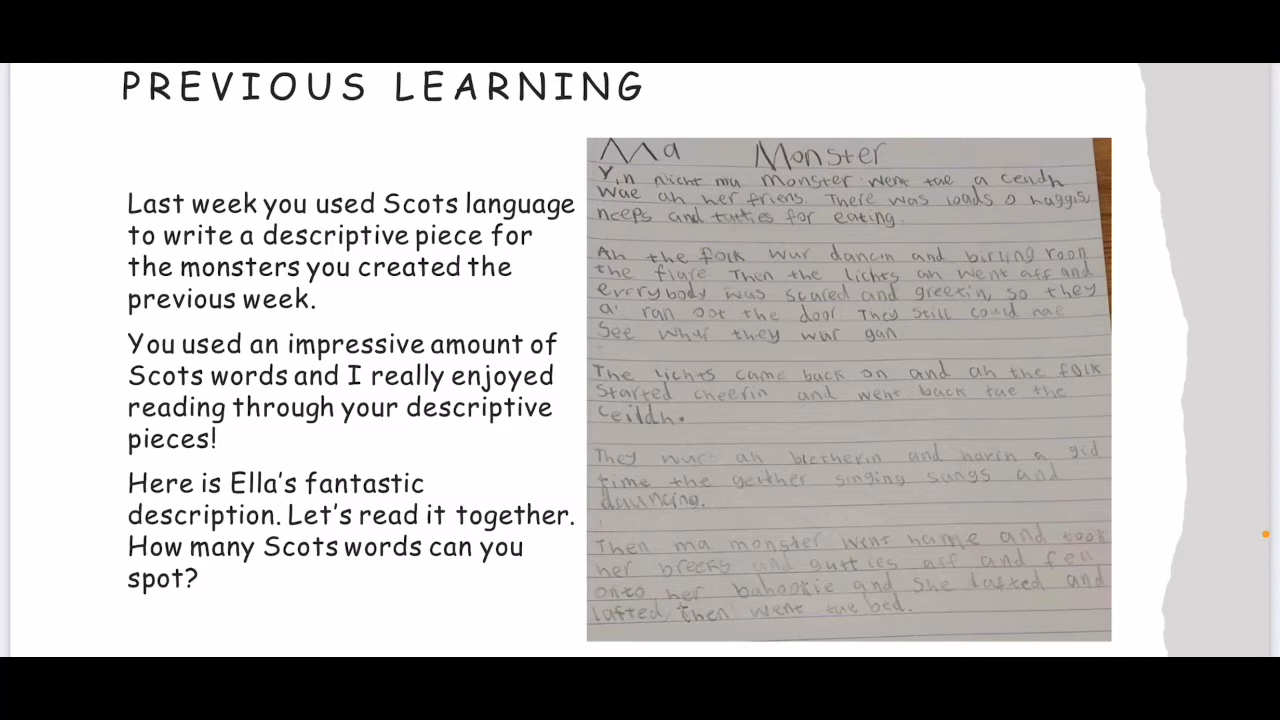 PREVIOUS LEARNING
Last week you used Scots language
to write a descriptive piece for
the monsters you created the
previous week.
You used an impressive amount of
Scots words and I really enjoyed
reading through your descriptive
pieces!
Here is Ella's fantastic
description. Let's read it together.
How many Scots words can you
spot?
Ma Monster
Yin nicht ma monster went tae a ceildh
wae ah her friens. There was loads o haggis,
neeps and tatties for eating.
Ah the folk wur dancin and birling roon
the flare Then the lichts ah went aff and
everybody was scared and greetin, so they
a' ran oot the door. They still could nae
see whar they wur gan
The lichts came back on and ah the folk
Started cheerin and went back tae the
ceildh.
They wur ah bletherin and havin a gid
time the geither singing sangs and
dauncing.
Then ma monster went hame and took
her breeks and gutties aff and fell
onto her bahookie and she laffed and
laffed, then went tae bed.